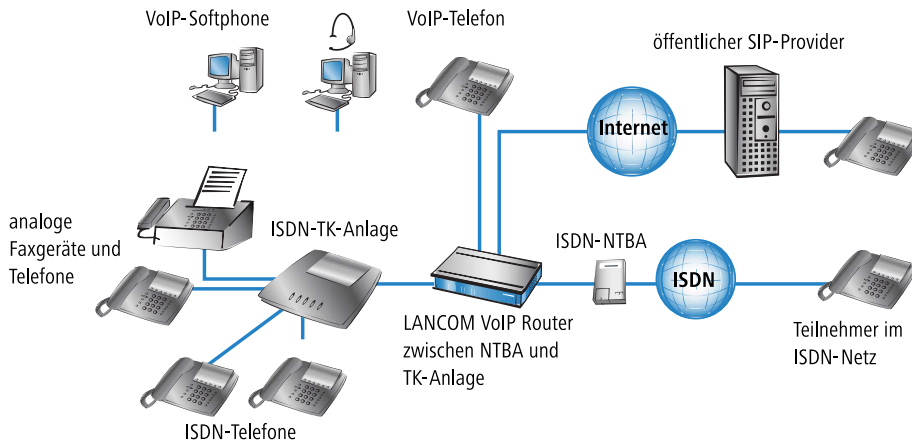 VoIP-Softphone
VoIP-Telefon
öffentlicher SIP-Provider
Internet
analoge
Faxgeräte und
Telefone
ISDN-TK-Anlage
ISDN-NTBA
ISDN
LANCOM VoIP Router
zwischen NTBA und
TK-Anlage
Teilnehmer im
ISDN-Netz
ISDN-Telefone